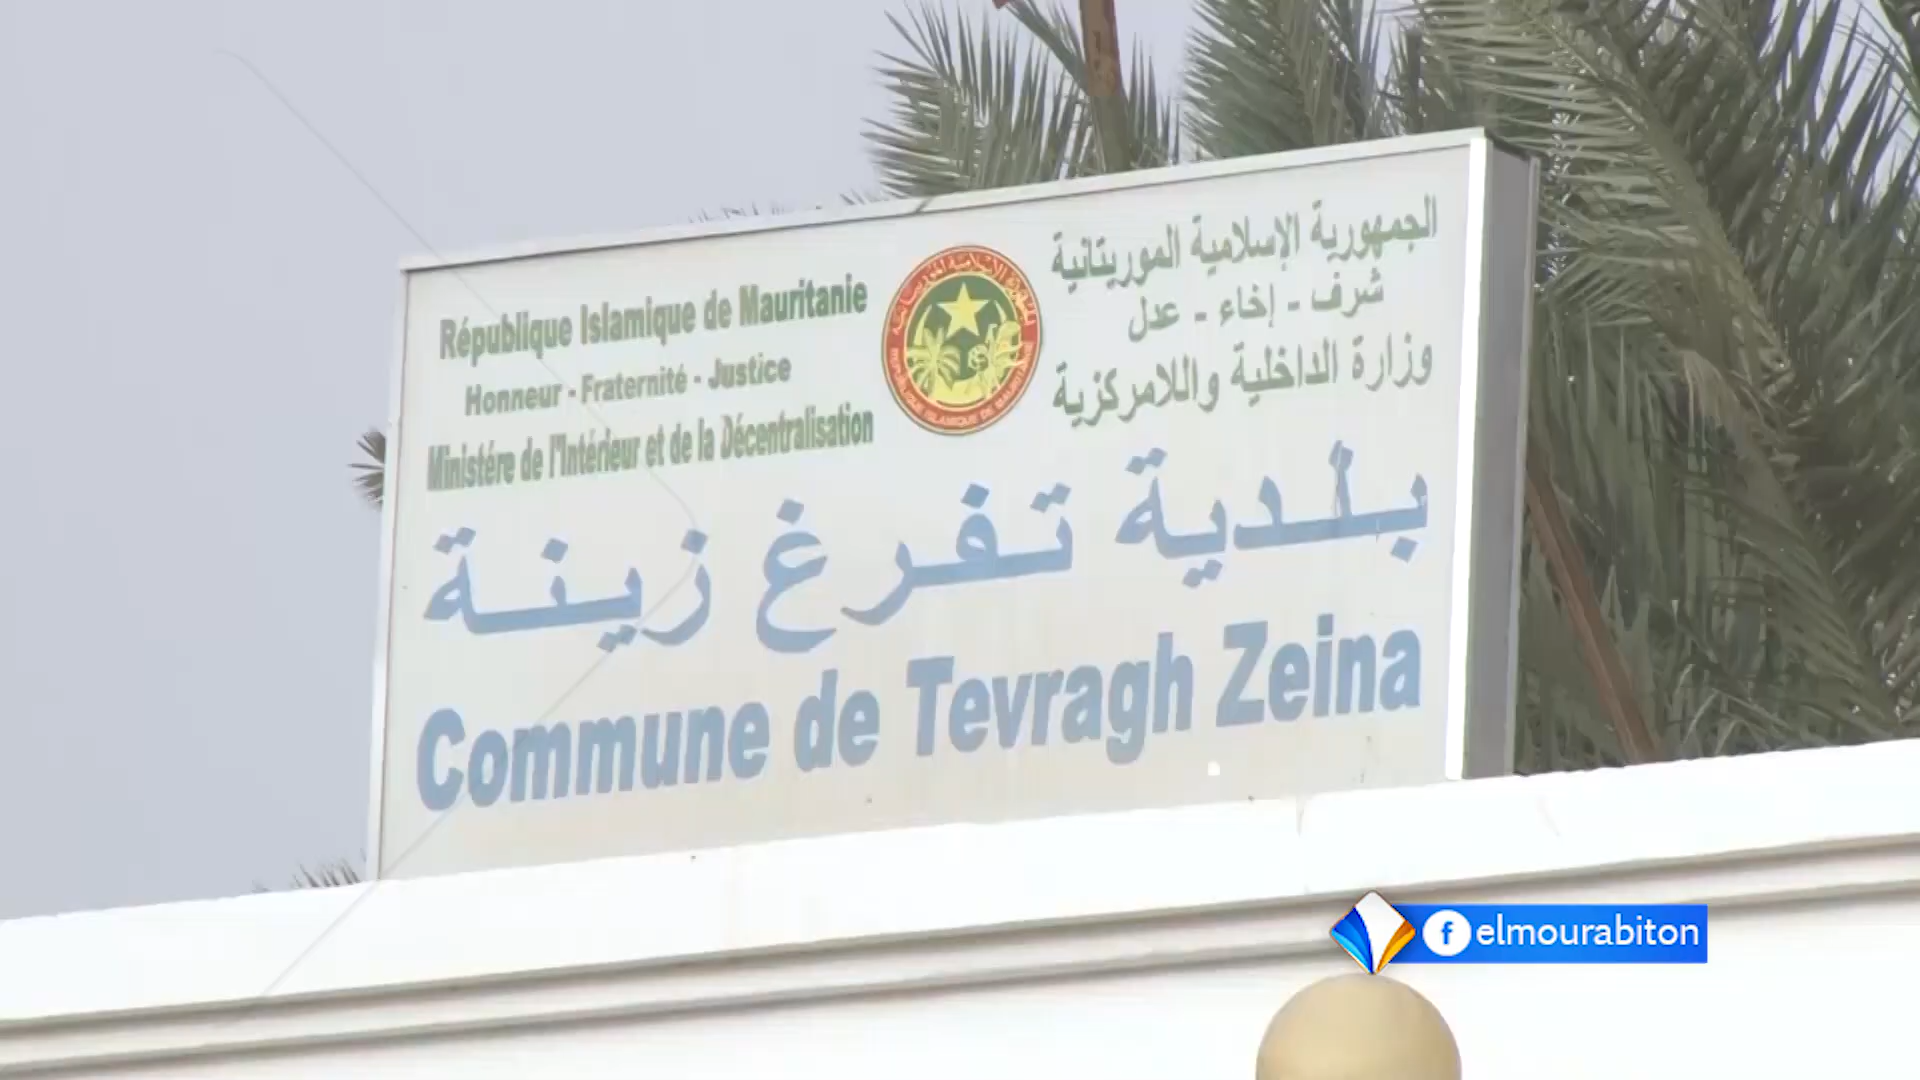 République Islamique de Mauritanie
Honneur - Fraternité - Justice
Ministére de l'Intérieur et de la Décentralisation
الجمهورية الإسلامية الموريتانية
شرف - إخاء - عدل
وزارة الداخلية واللامركزية
بلدية تفرغ زينة
Commune de Tevragh Zeina
elmourabiton